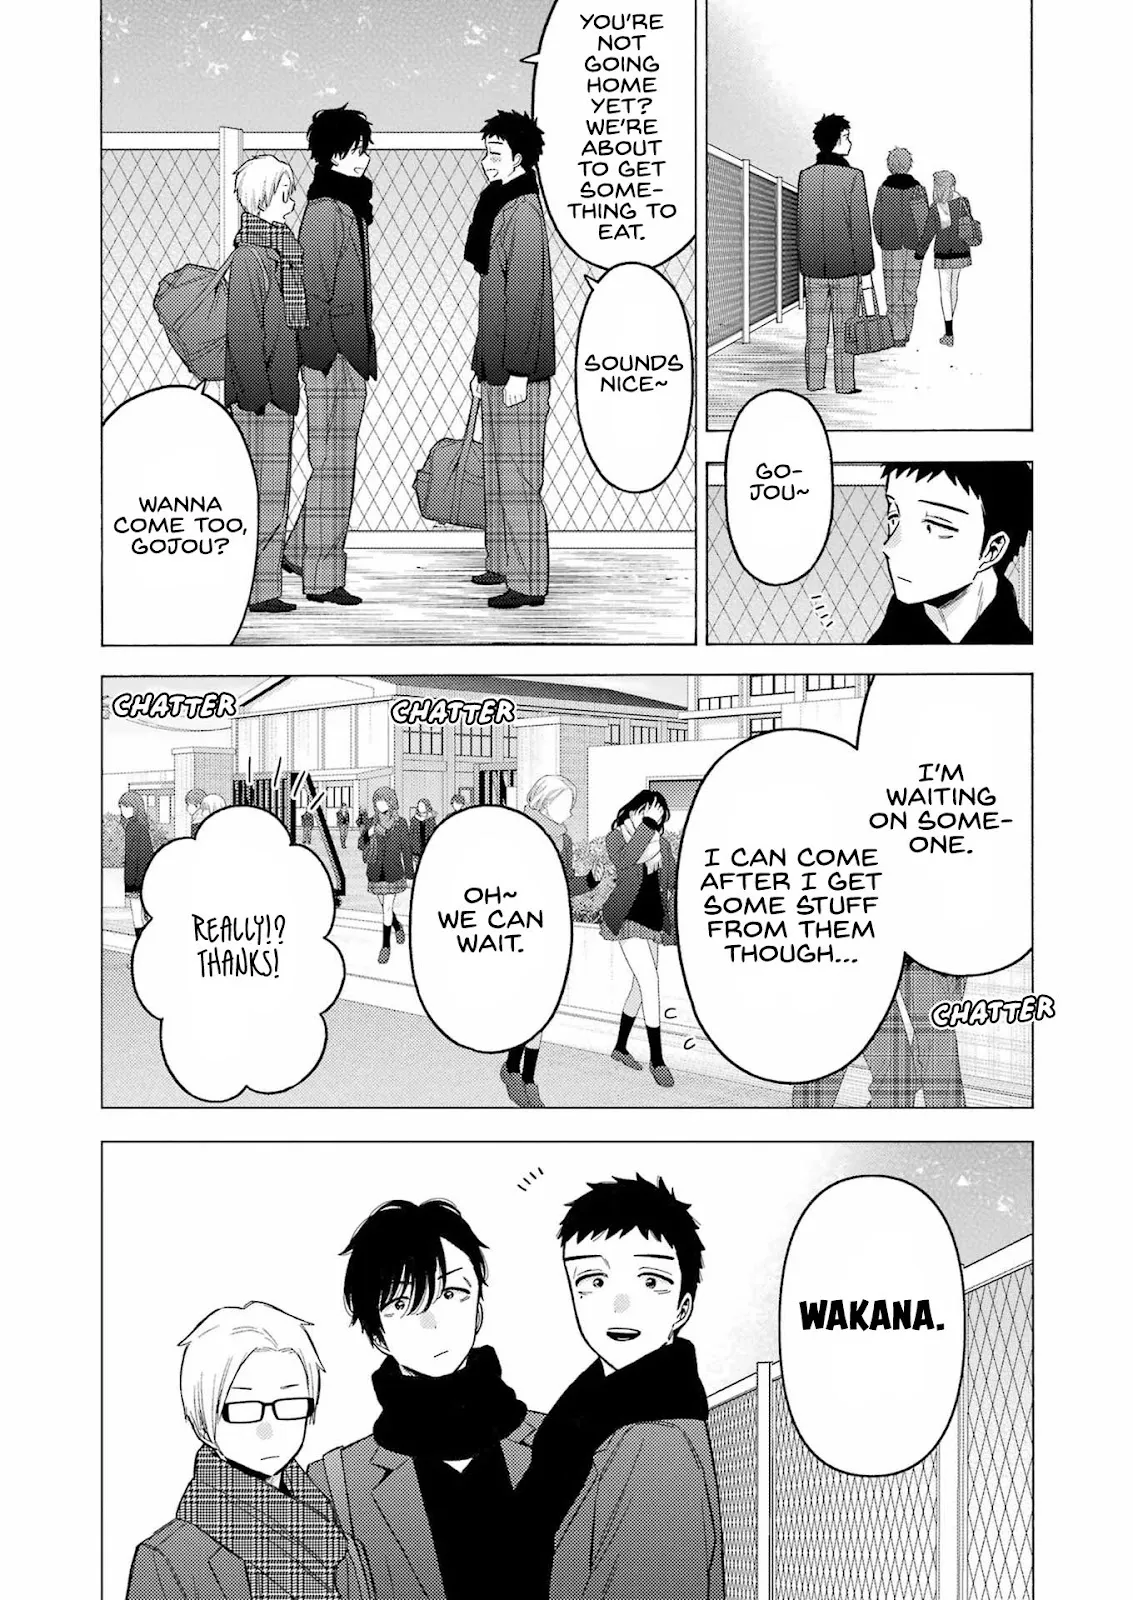 GO-
JOU~
YOU'RE
NOT
GOING
HOME
YET?
WE'RE
ABOUT
TO GET
SOME-
THING TO
EAT.
SOUNDS
NICE~
WANNA
COME TOO,
GOJOU?
I'M
WAITING
ON SOME-
ONE.
I CAN COME
AFTER I GET
SOME STUFF
FROM THEM
THOUGH...
CHATTER
OH~
WE CAN
WAIT.
CHATTER
REALLY!?
THANKS!
CHATTER
WAKANA.